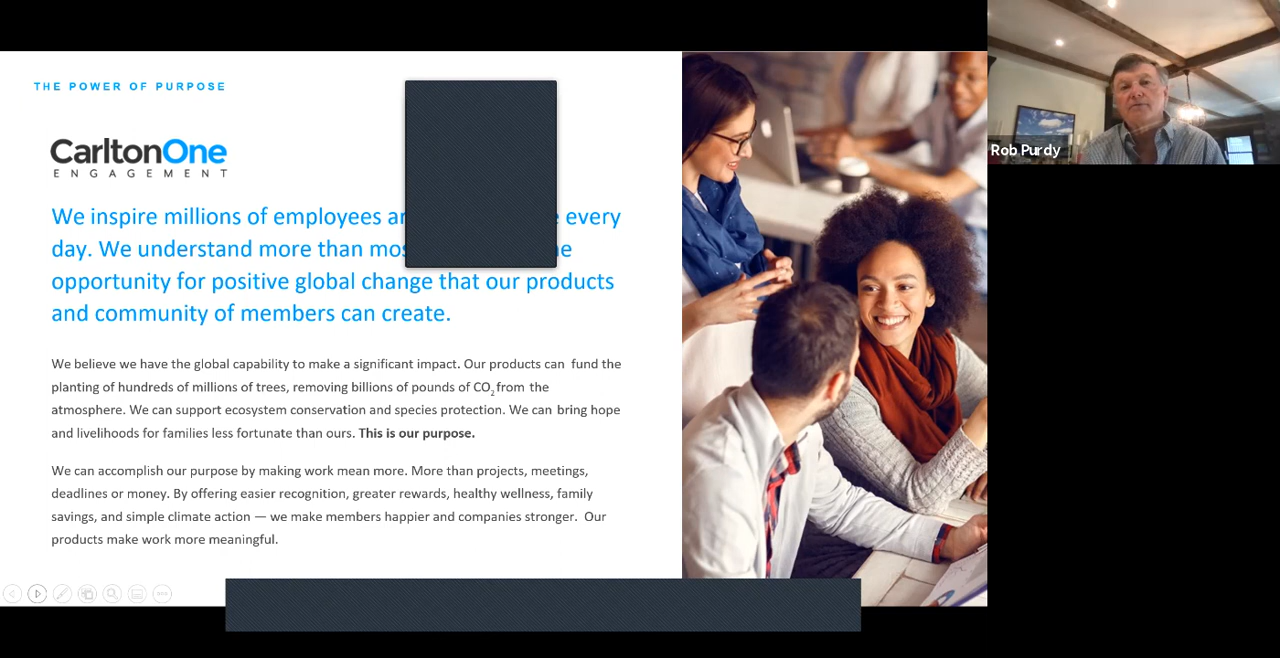 THE POWER OF PURPOSE
CarltonOne
ENGAGEMENT
We inspire millions of employees every
day. We understand more than
opportunity for positive global change that our products
and community of members can create.
We believe we have the global capability to make a significant impact. Our products can fund the
planting of hundreds of millions of trees, removing billions of pounds of CO2 from the
atmosphere. We can support ecosystem conservation and species protection. We can bring hope
and livelihoods for families less fortunate than ours. This is our purpose.
We can accomplish our purpose by making work mean more. More than projects, meetings,
deadlines or money. By offering easier recognition, greater rewards, healthy wellness, family
savings, and simple climate action — we make members happier and companies stronger. Our
products make work more meaningful.
Rob Purdy